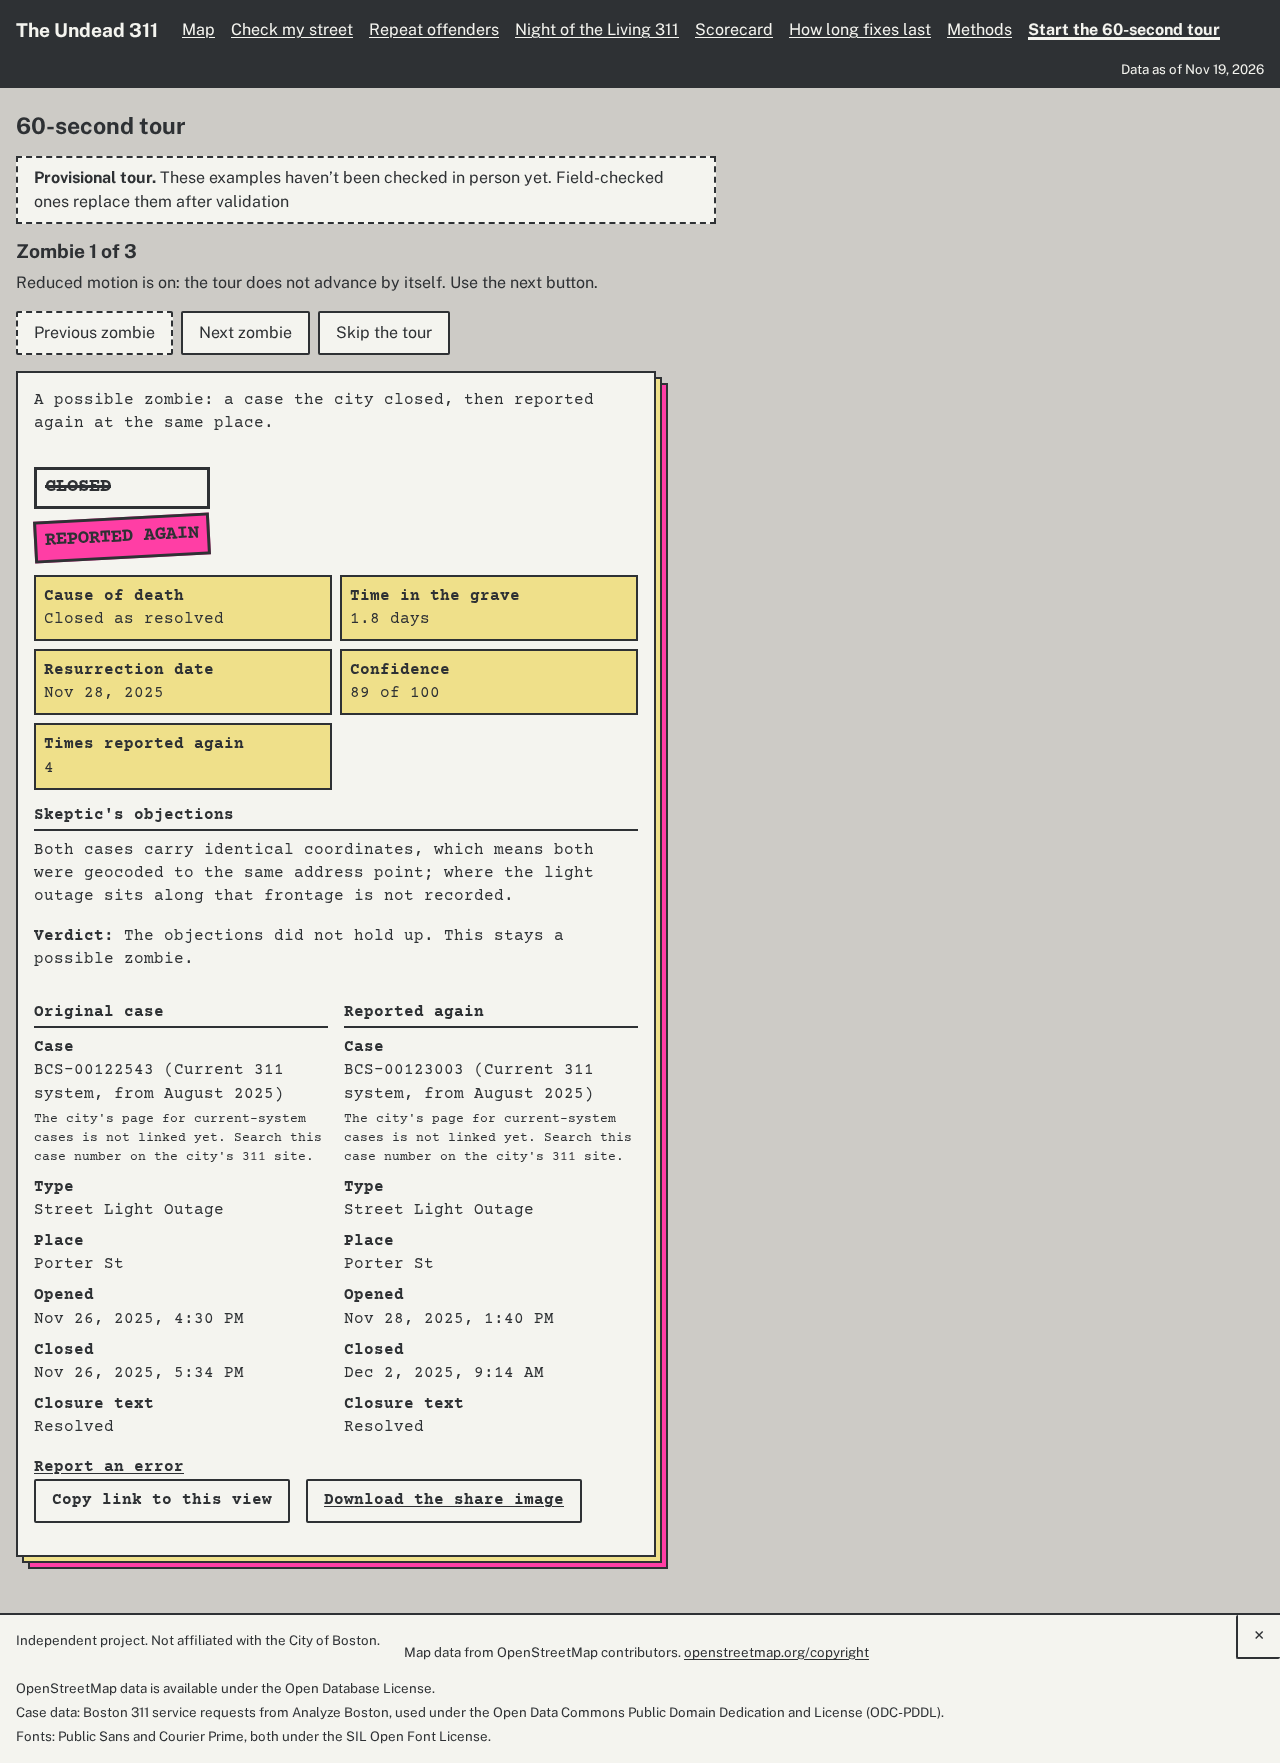 The Undead 311 Map Check my street Repeat offenders Night of the Living 311 Scorecard How long fixes last Methods Start the 60-second tour
Data as of Nov 19, 2026
60-second tour
Provisional tour. These examples haven’t been checked in person yet. Field-checked
ones replace them after validation
Zombie 1 of 3
Reduced motion is on: the tour does not advance by itself. Use the next button.
Previous zombie Next zombie Skip the tour
A possible zombie: a case the city closed, then reported
again at the same place.
CLOSED
REPORTED AGAIN
Cause of death
Closed as resolved
Time in the grave
1.8 days
Resurrection date
Nov 28, 2025
Confidence
89 of 100
Times reported again
4
Skeptic's objections
Both cases carry identical coordinates, which means both
were geocoded to the same address point; where the light
outage sits along that frontage is not recorded.
Verdict: The objections did not hold up. This stays a
possible zombie.
Original case
Case
BCS-00122543 (Current 311
system, from August 2025)
The city's page for current-system
cases is not linked yet. Search this
case number on the city's 311 site.
Type
Street Light Outage
Place
Porter St
Opened
Nov 26, 2025, 4:30 PM
Closed
Nov 26, 2025, 5:34 PM
Closure text
Resolved
Reported again
Case
BCS-00123003 (Current 311
system, from August 2025)
The city's page for current-system
cases is not linked yet. Search this
case number on the city's 311 site.
Type
Street Light Outage
Place
Porter St
Opened
Nov 28, 2025, 1:40 PM
Closed
Dec 2, 2025, 9:14 AM
Closure text
Resolved
Report an error
Copy link to this view Download the share image
Independent project. Not affiliated with the City of Boston.
Map data from OpenStreetMap contributors. openstreetmap.org/copyright
×
OpenStreetMap data is available under the Open Database License.
Case data: Boston 311 service requests from Analyze Boston, used under the Open Data Commons Public Domain Dedication and License (ODC-PDDL).
Fonts: Public Sans and Courier Prime, both under the SIL Open Font License.